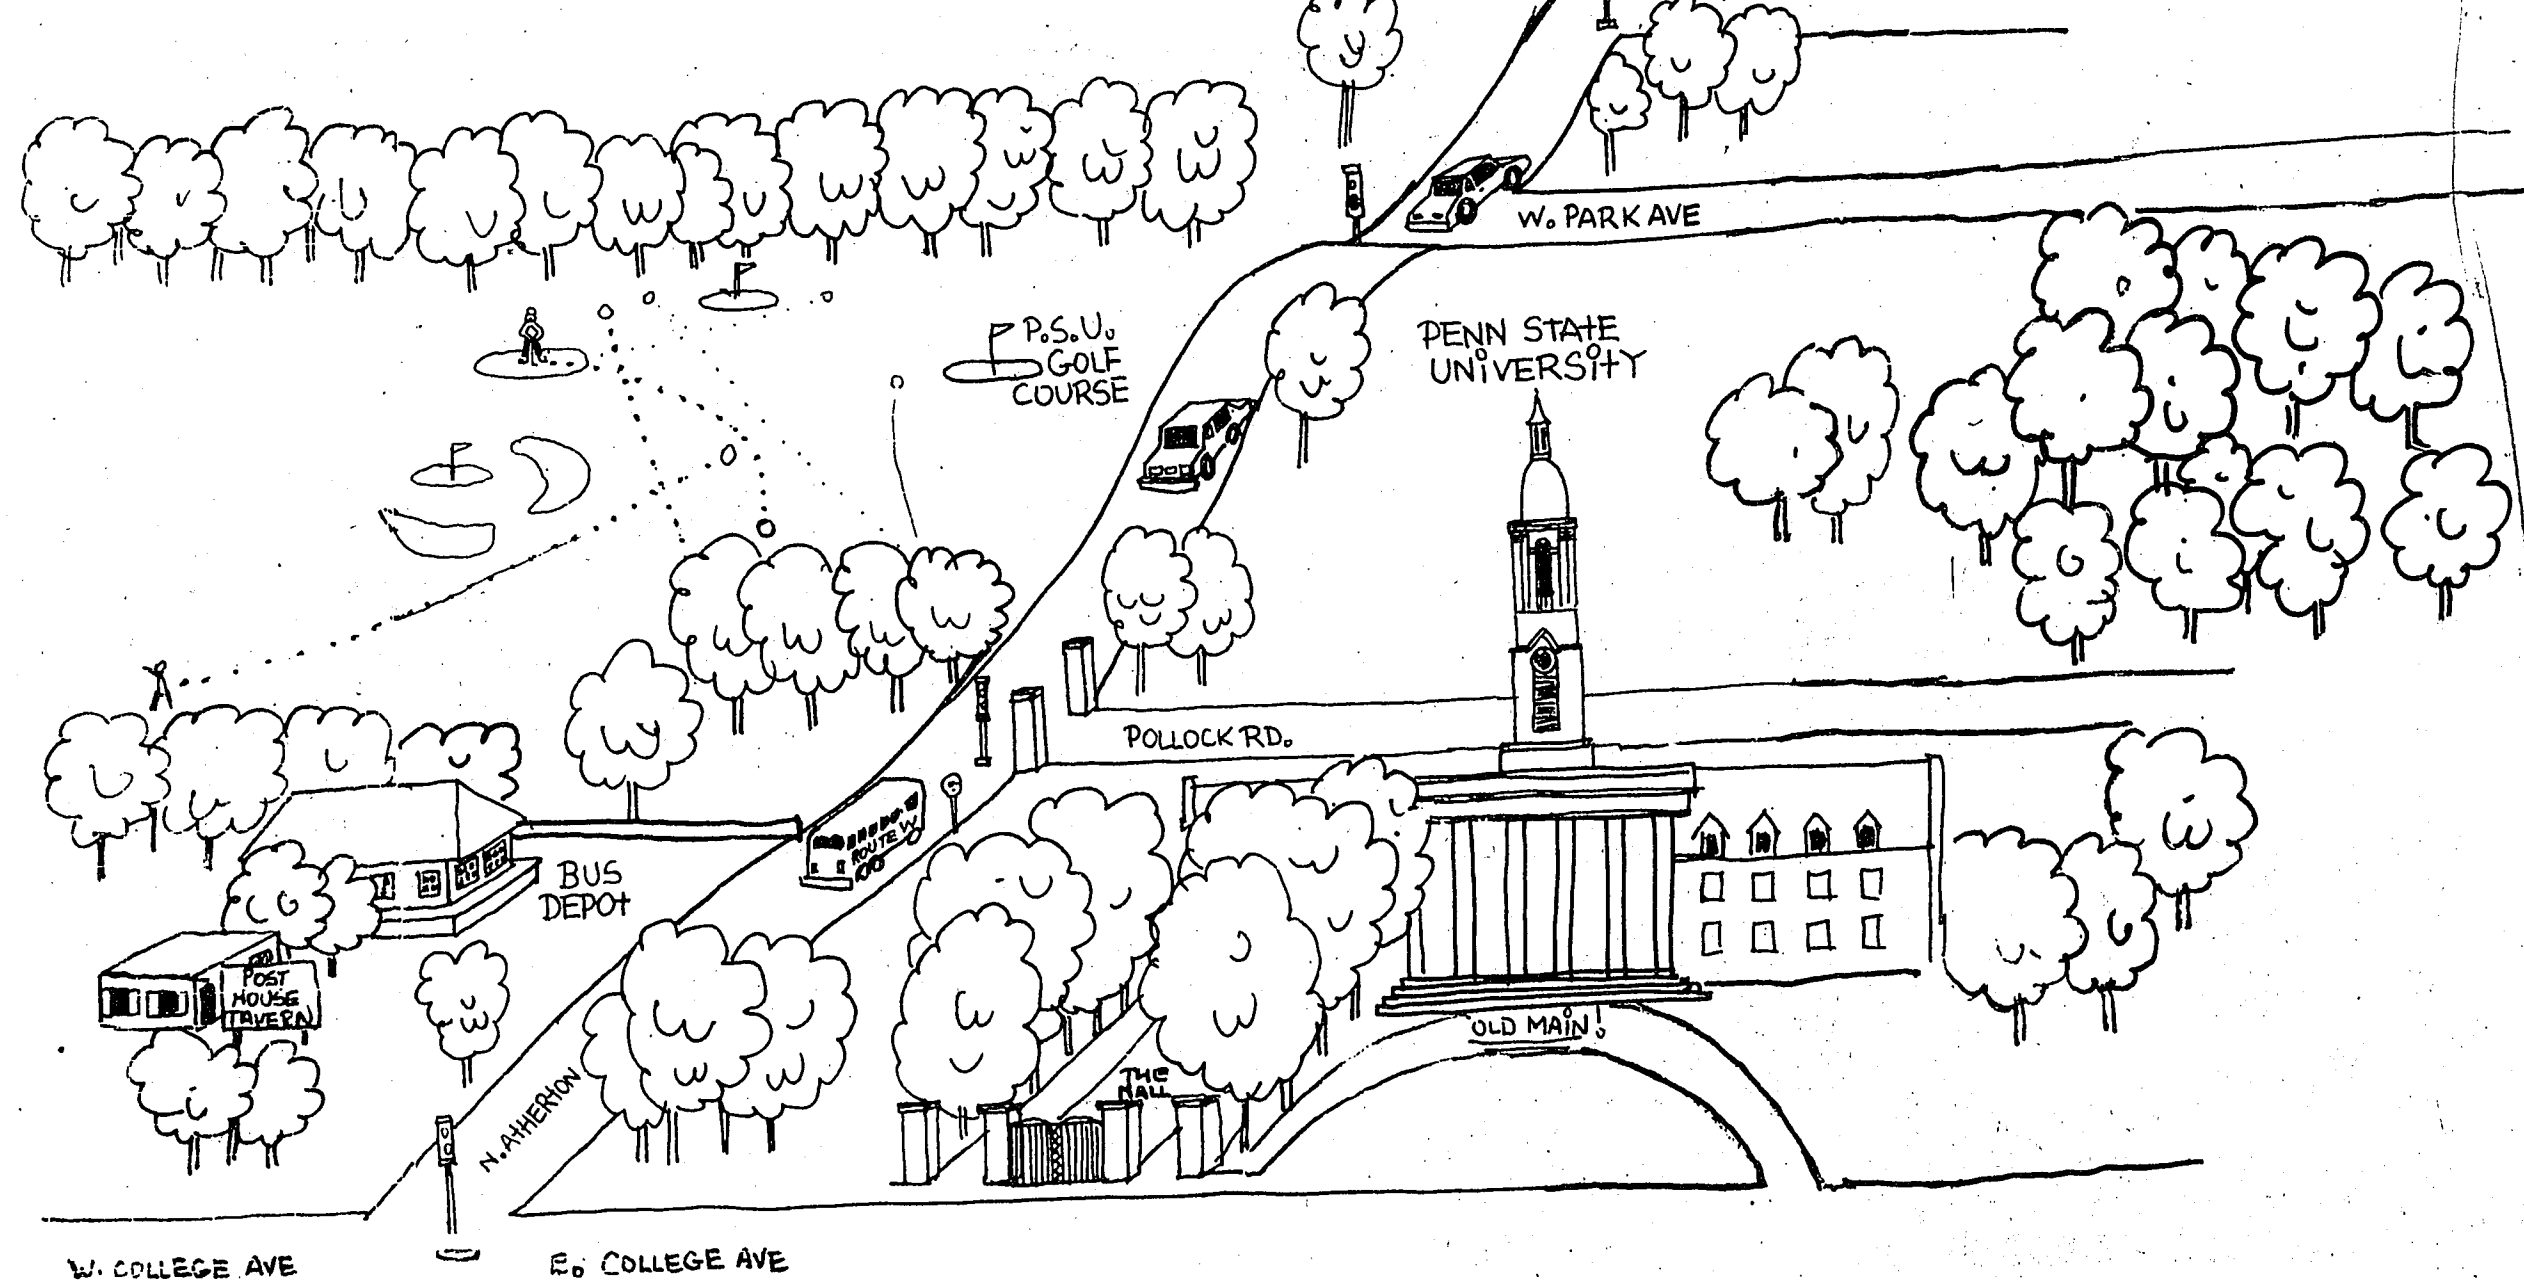 W. PARK AVE
P.S.U.
GOLF
COURSE
PENN STATE
UNIVERSITY
POLLOCK RD.
ROUTE W
BUS
DEPOT
POST
HOUSE
TAVERN
OLD MAIN!
THE
MALL
N. ATHERTON
W. COLLEGE AVE
E. COLLEGE AVE